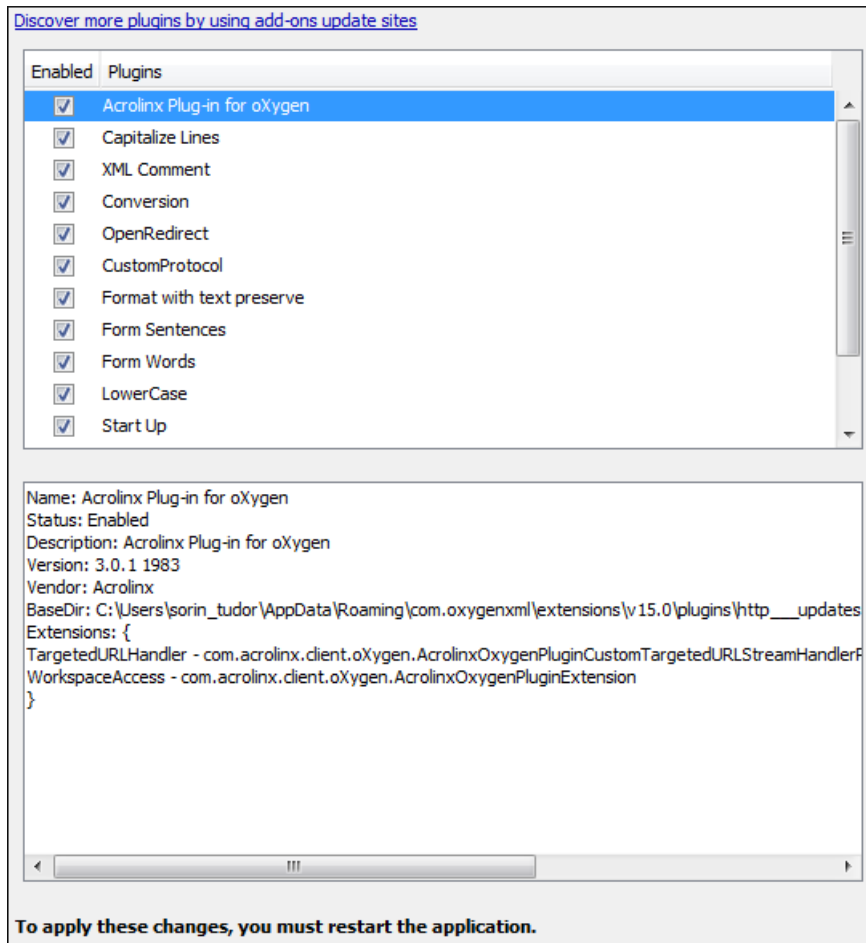 Discover more plugins by using add-ons update sites
Enabled Plugins
Acrolinx Plug-in for oXygen
Capitalize Lines
XML Comment
Conversion
OpenRedirect
CustomProtocol
Format with text preserve
Form Sentences
Form Words
LowerCase
Start Up
Name: Acrolinx Plug-in for oXygen
Status: Enabled
Description: Acrolinx Plug-in for oXygen
Version: 3.0.1 1983
Vendor: Acrolinx
BaseDir: C:\Users\sorin_tudor\AppData\Roaming\com.oxygenxml\extensions\v15.0\plugins\http___updates
Extensions: {
TargetedURLHandler - com.acrolinx.client.oXygen.AcrolinxOxygenPluginCustomTargetedURLStreamHandlerF
WorkspaceAccess - com.acrolinx.client.oXygen.AcrolinxOxygenPluginExtension
}
To apply these changes, you must restart the application.